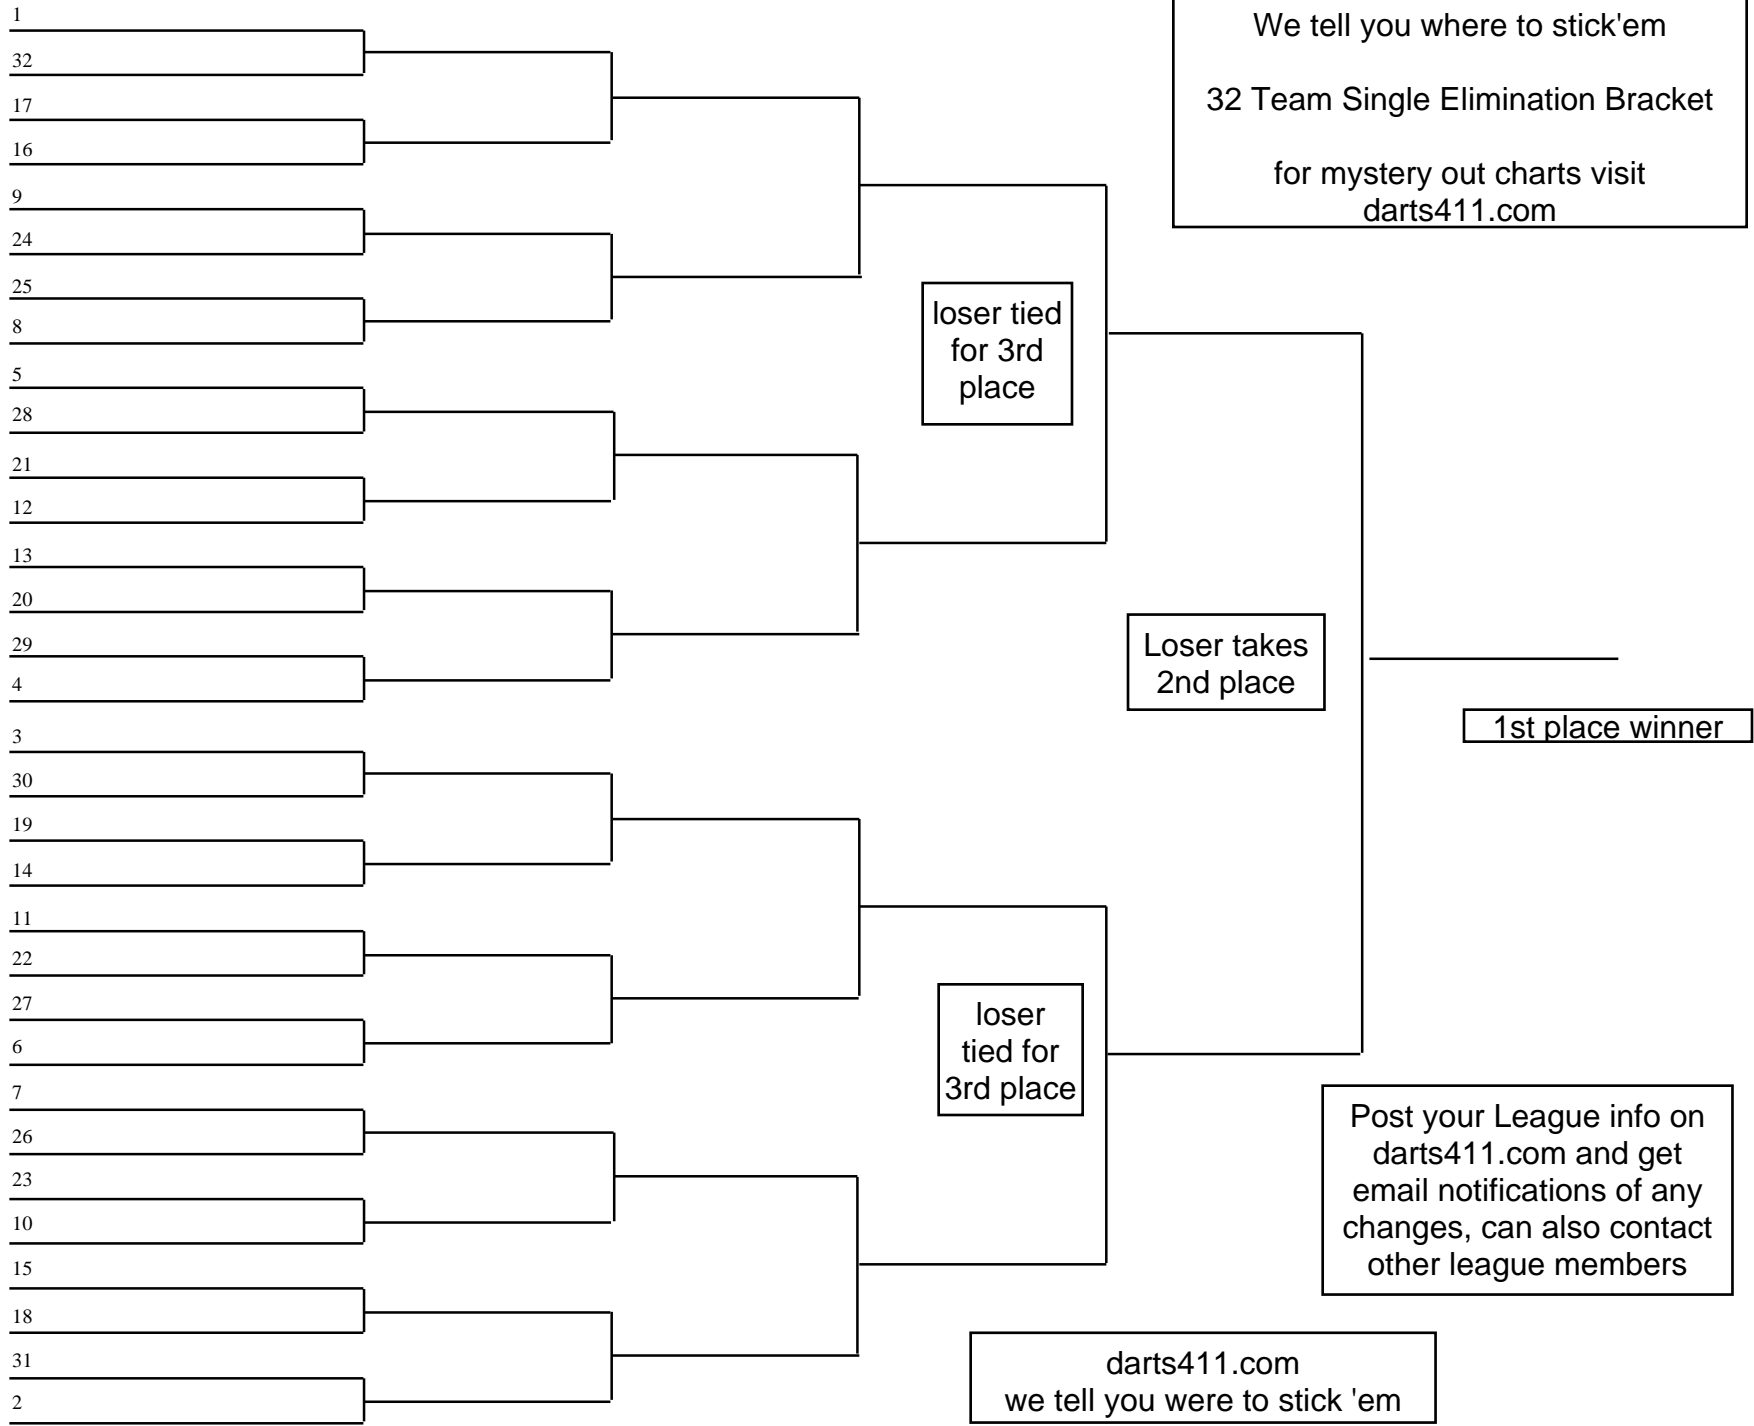 1
32
17
16
9
24
25
8
5
28
21
12
13
20
29
4
3
30
19
14
11
22
27
6
7
26
23
10
15
18
31
2
We tell you where to stick'em
32 Team Single Elimination Bracket
for mystery out charts visit
darts411.com
loser tied
for 3rd
place
Loser takes
2nd place
1st place winner
loser
tied for
3rd place
Post your League info on
darts411.com and get
email notifications of any
changes, can also contact
other league members
darts411.com
we tell you were to stick 'em